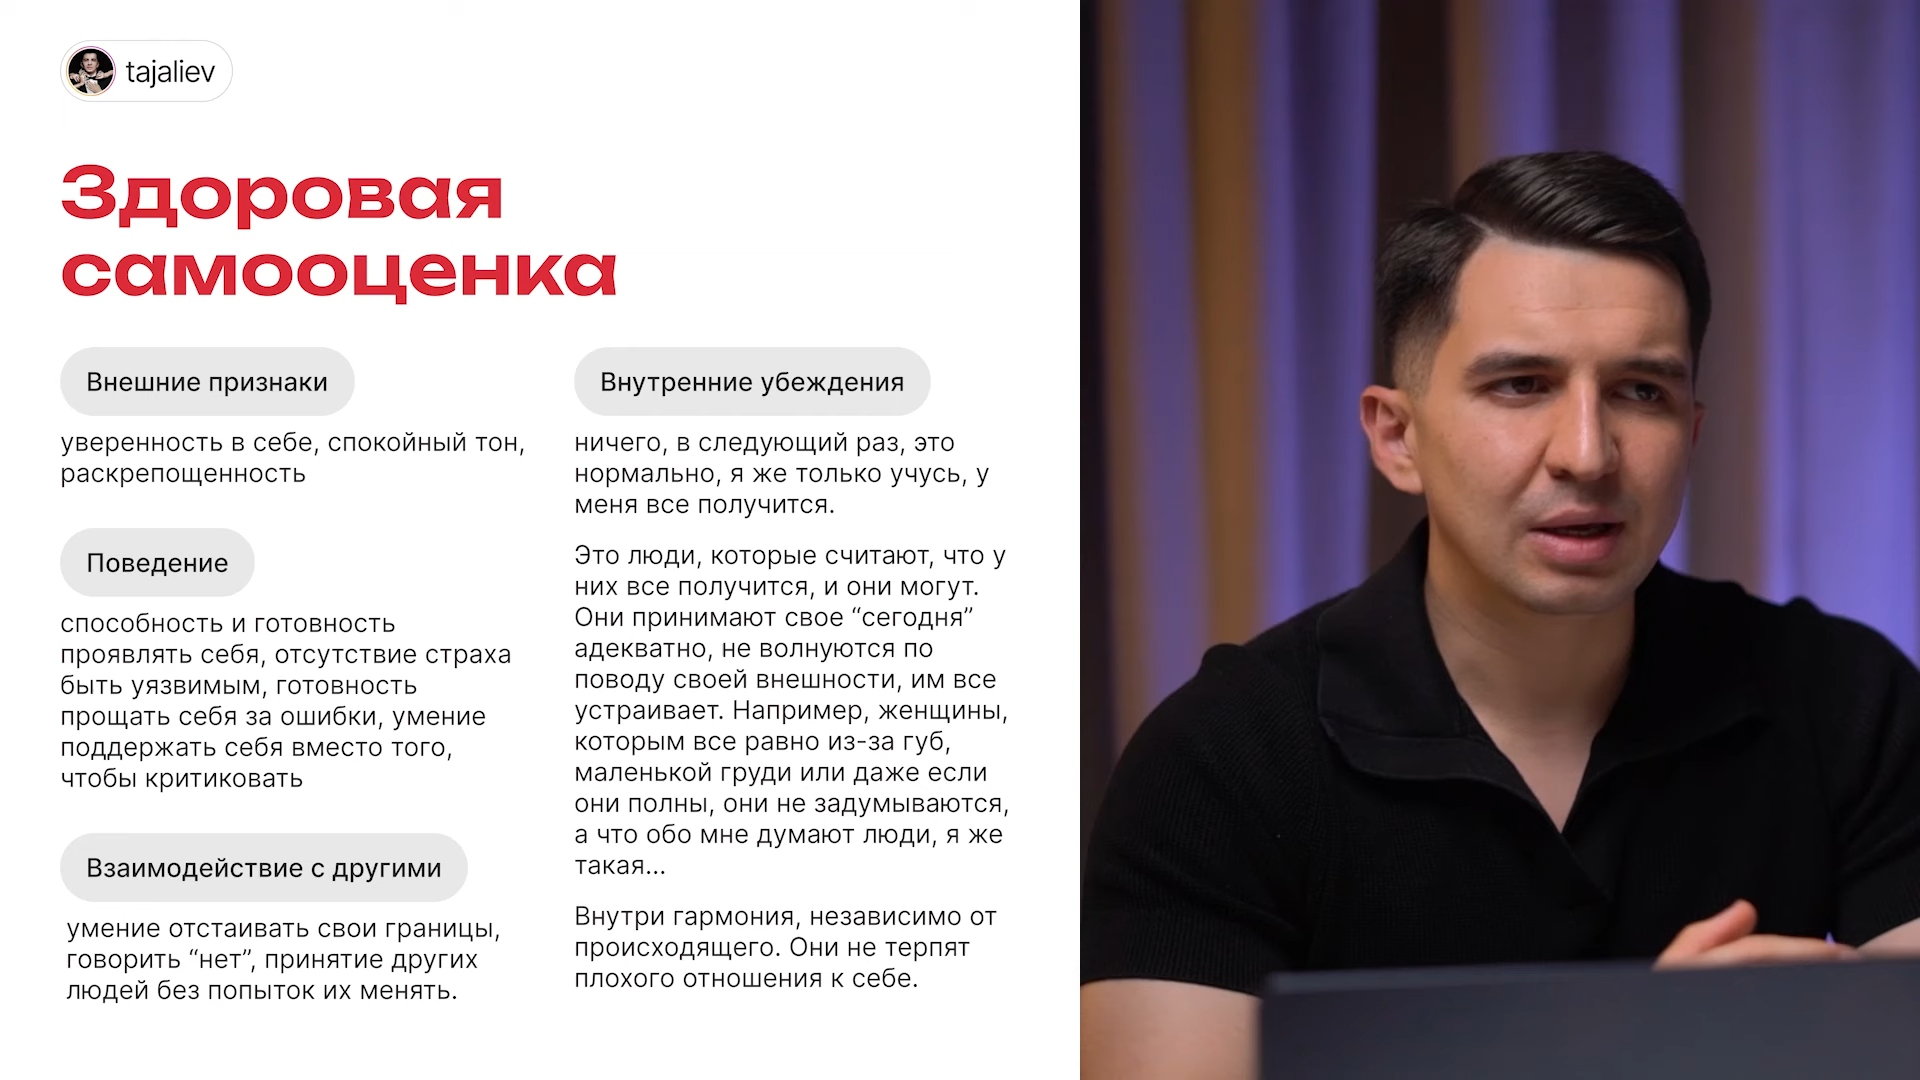 tajaliev
Здоровая
самооценка
Внешние признаки
уверенность в себе, спокойный тон,
раскрепощенность
Поведение
способность и готовность
проявлять себя, отсутствие страха
быть уязвимым, готовность
прощать себя за ошибки, умение
поддержать себя вместо того,
чтобы критиковать
Взаимодействие с другими
умение отстаивать свои границы,
говорить “нет”, принятие других
людей без попыток их менять.
Внутренние убеждения
ничего, в следующий раз, это
нормально, я же только учусь, у
меня все получится.
Это люди, которые считают, что у
них все получится, и они могут.
Они принимают свое “сегодня”
адекватно, не волнуются по
поводу своей внешности, им все
устраивает. Например, женщины,
которым все равно из-за губ,
маленькой груди или даже если
они полны, они не задумываются,
а что обо мне думают люди, я же
такая...
Внутри гармония, независимо от
происходящего. Они не терпят
плохого отношения к себе.